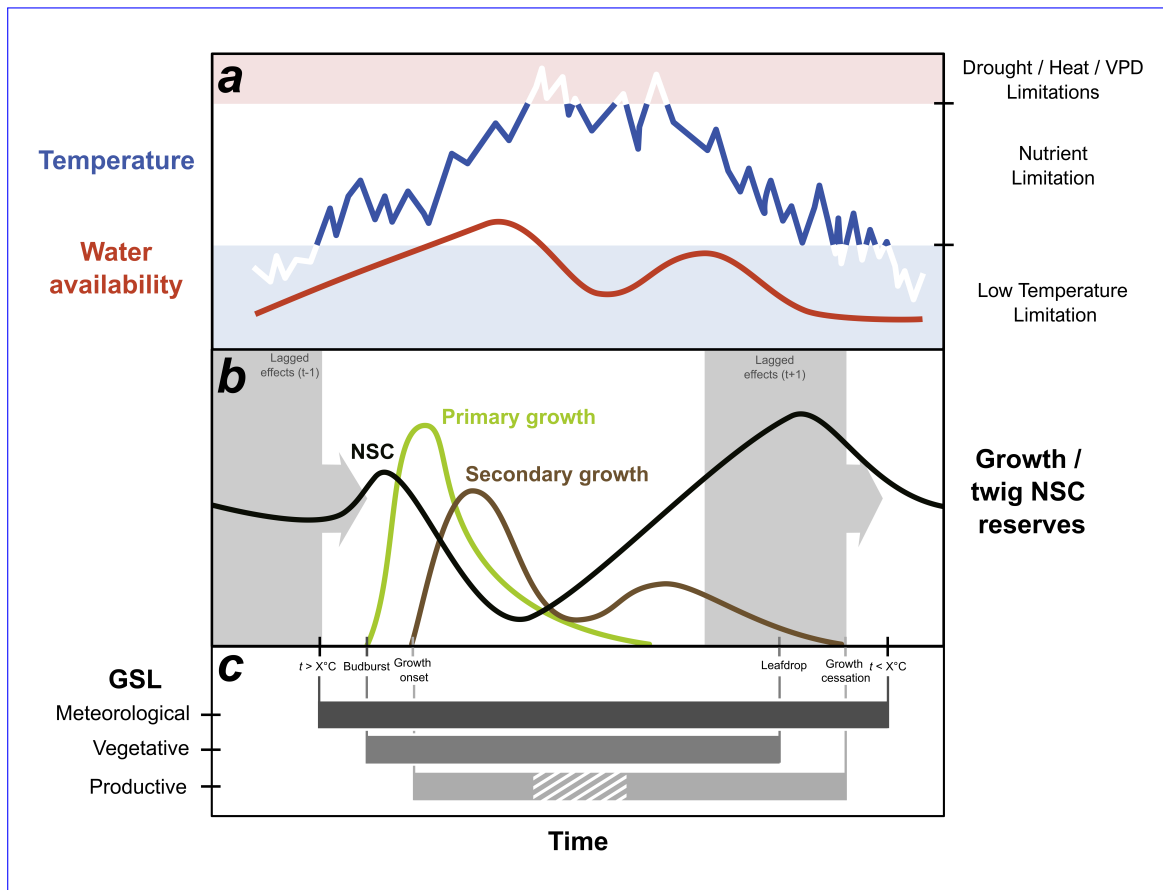 a
Drought / Heat / VPD
Limitations
Temperature
Nutrient
Limitation
Water
availability
Low Temperature
Limitation
b
Lagged
effects (t-1)
Lagged
effects (t+1)
Primary growth
NSC
Secondary growth
Growth /
twig NSC
reserves
c
t > X°C
Budburst
Growth
onset
Leafdrop
Growth
cessation
t < X°C
GSL
Meteorological
Vegetative
Productive
Time